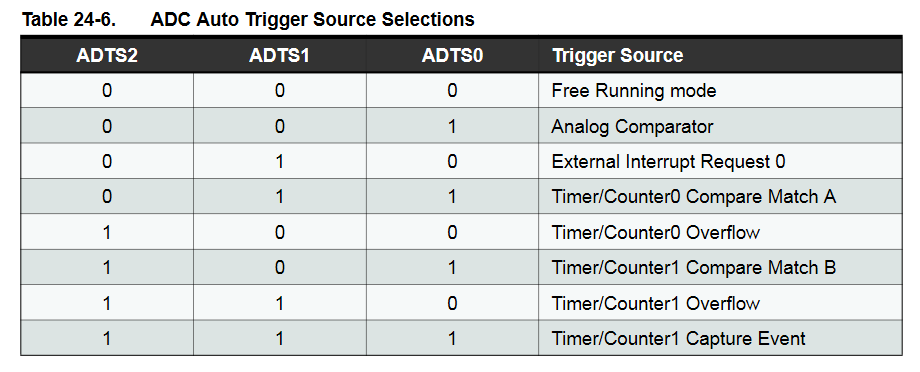 Table 24-6. ADC Auto Trigger Source Selections
ADTS2 ADTS1 ADTS0 Trigger Source
0 0 0 Free Running mode
0 0 1 Analog Comparator
0 1 0 External Interrupt Request 0
0 1 1 Timer/Counter0 Compare Match A
1 0 0 Timer/Counter0 Overflow
1 0 1 Timer/Counter1 Compare Match B
1 1 0 Timer/Counter1 Overflow
1 1 1 Timer/Counter1 Capture Event